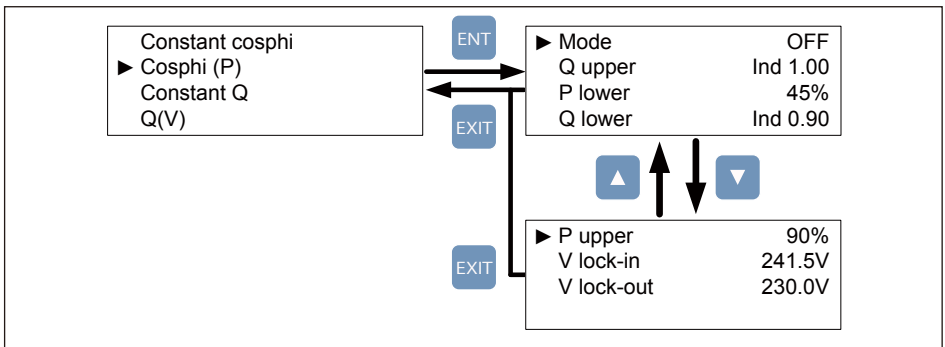 Constant cosphi
► Cosphi (P)
Constant Q
Q(V)
ENT
EXIT
► Mode OFF
Q upper Ind 1.00
P lower 45%
Q lower Ind 0.90
▲
▼
EXIT
► P upper 90%
V lock-in 241.5V
V lock-out 230.0V